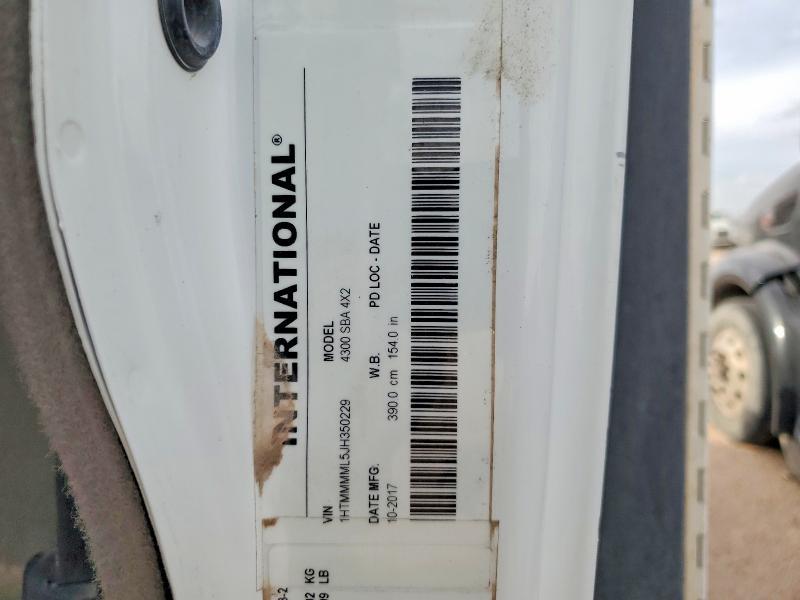 INTERNATIONAL®
VIN MODEL
1HTMMMML5JH350229 4300 SBA 4X2
DATE MFG. W.B. PD LOC - DATE
10-2017 390.0 cm 154.0 in
KG
LB